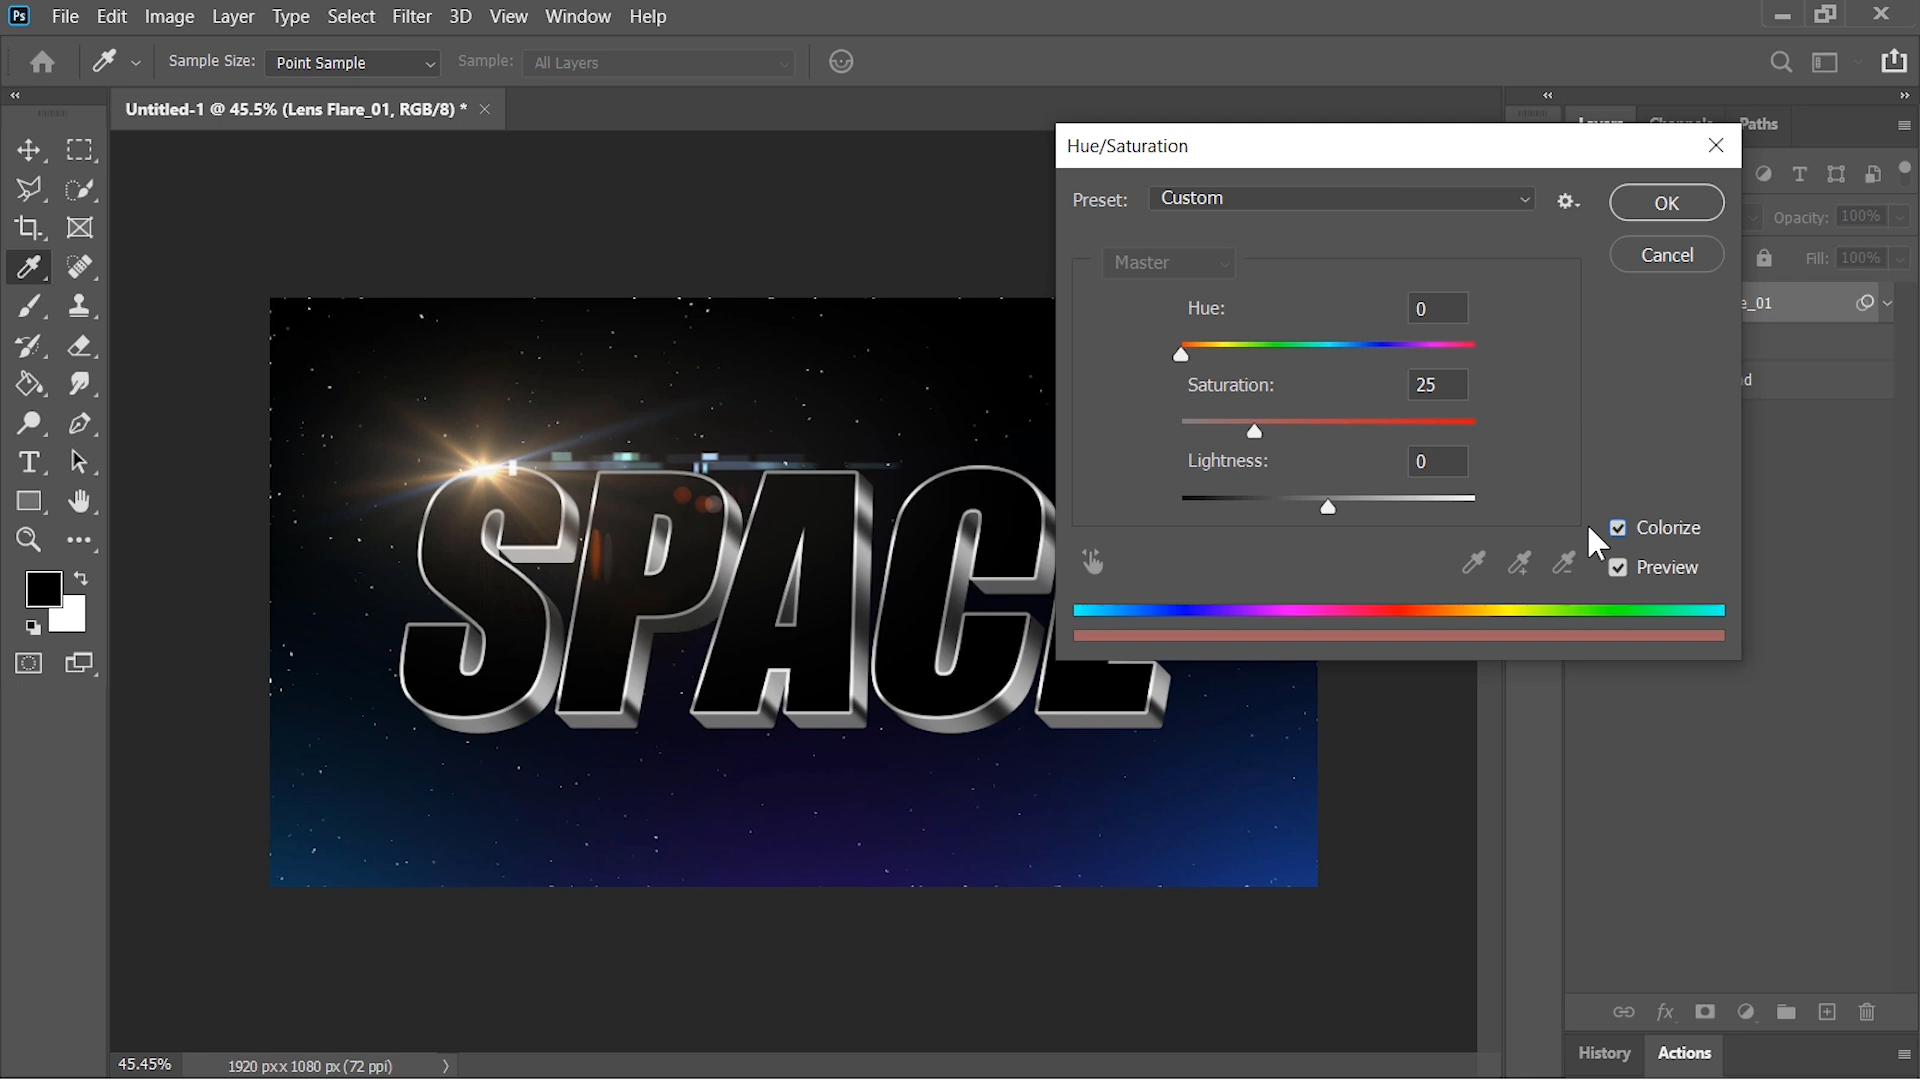 Ps File Edit Image Layer Type Select Filter 3D View Window Help
Sample Size: Point Sample Sample: All Layers
Untitled-1 @ 45.5% (Lens Flare_01, RGB/8) *
Layers Channels Paths
Hue/Saturation
Preset: Custom
OK
Cancel
Opacity: 100%
Fill: 100%
Master
Hue: 0
e_01
Saturation: 25
d
Lightness: 0
Colorize
Preview
SPACE
45.45% 1920 px x 1080 px (72 ppi)
fx
History Actions